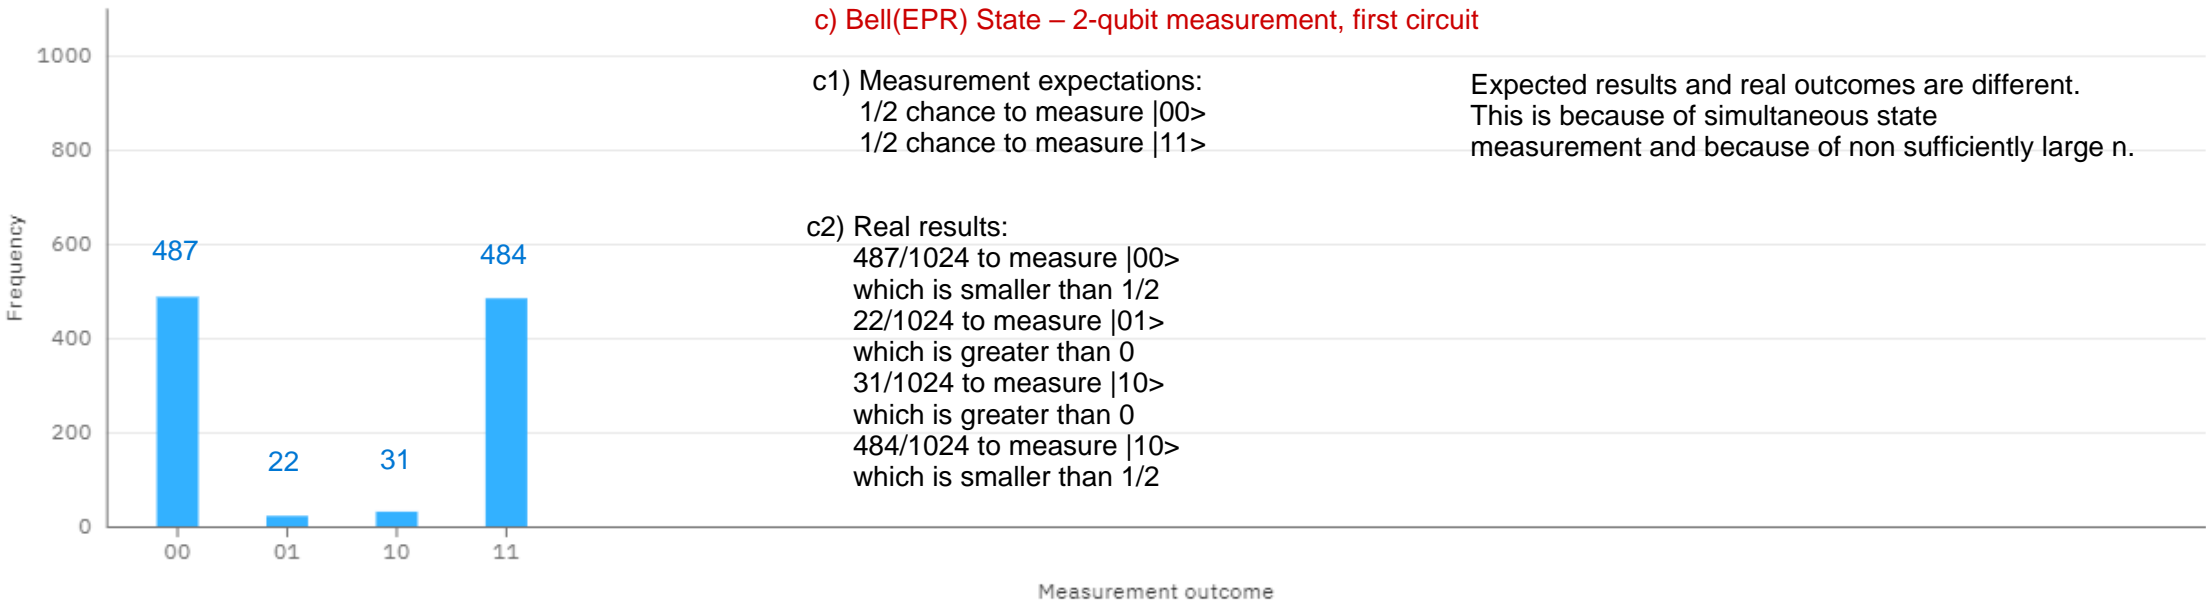 c) Bell(EPR) State – 2-qubit measurement, first circuit
c1) Measurement expectations:
1/2 chance to measure |00>
1/2 chance to measure |11>
Expected results and real outcomes are different.
This is because of simultaneous state
measurement and because of non sufficiently large n.
c2) Real results:
487/1024 to measure |00>
which is smaller than 1/2
22/1024 to measure |01>
which is greater than 0
31/1024 to measure |10>
which is greater than 0
484/1024 to measure |10>
which is smaller than 1/2
Frequency
1000
800
600
400
200
0
487
22
31
484
00
01
10
11
Measurement outcome